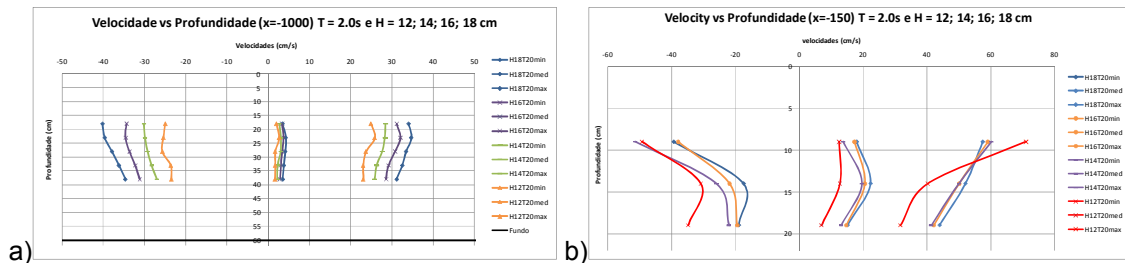 Velocidade vs Profundidade (x=-1000) T = 2.0s e H = 12; 14; 16; 18 cm
Velocidades (cm/s)
-50 -40 -30 -20 -10 0 10 20 30 40 50
Profundidade (cm)
0
5
10
15
20
25
30
35
40
45
50
55
60
H18T20min
H18T20med
H18T20max
H16T20min
H16T20med
H16T20max
H14T20min
H14T20med
H14T20max
H12T20min
H12T20med
H12T20max
Fundo
a)
Velocity vs Profundidade (x=-150) T = 2.0s e H = 12; 14; 16; 18 cm
velocidades (cm/s)
-60 -40 -20 0 20 40 60 80
Profundidade (cm)
0
5
10
15
20
H18T20min
H18T20med
H18T20max
H16T20min
H16T20med
H16T20max
H14T20min
H14T20med
H14T20max
H12T20min
H12T20med
H12T20max
b)